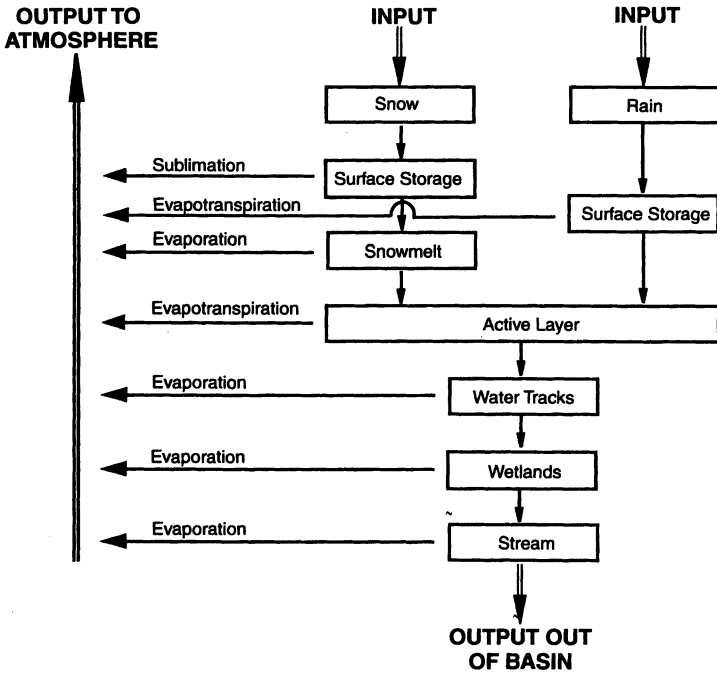 OUTPUT TO
ATMOSPHERE
INPUT
INPUT
Snow
Rain
Sublimation
Surface Storage
Evapotranspiration
Surface Storage
Evaporation
Snowmelt
Evapotranspiration
Active Layer
Evaporation
Water Tracks
Evaporation
Wetlands
Evaporation
Stream
OUTPUT OUT
OF BASIN